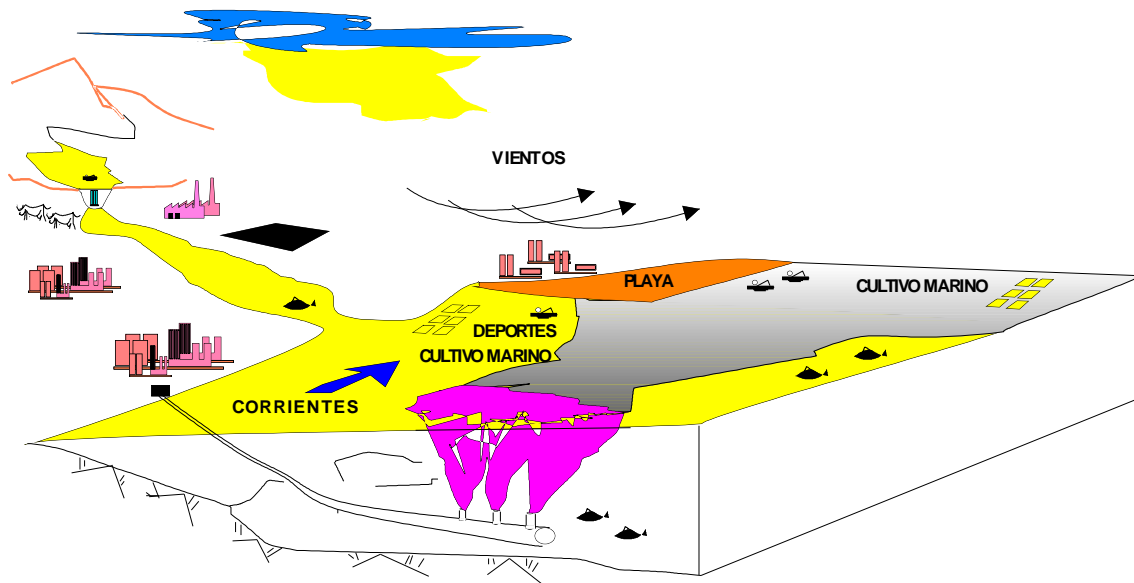 VIENTOS
PLAYA
CULTIVO MARINO
DEPORTES
CULTIVO MARINO
CORRIENTES